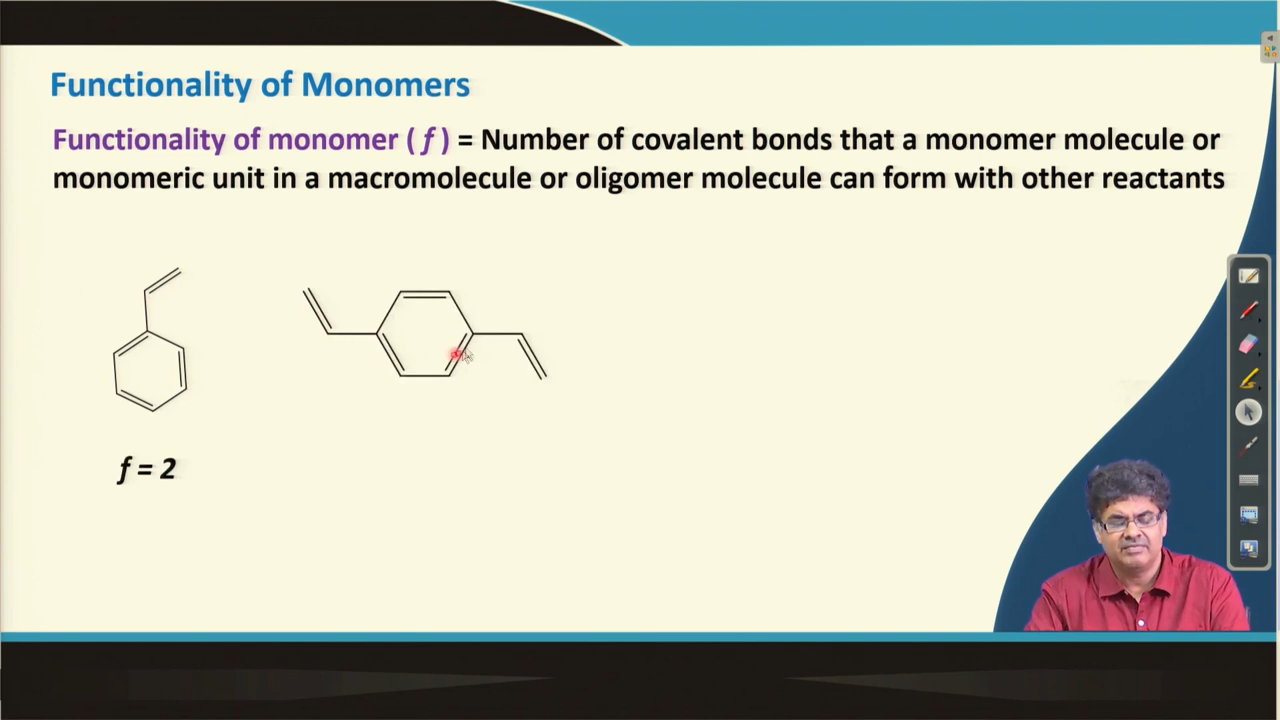 Functionality of Monomers
Functionality of monomer ( f ) = Number of covalent bonds that a monomer molecule or
monomeric unit in a macromolecule or oligomer molecule can form with other reactants
f = 2